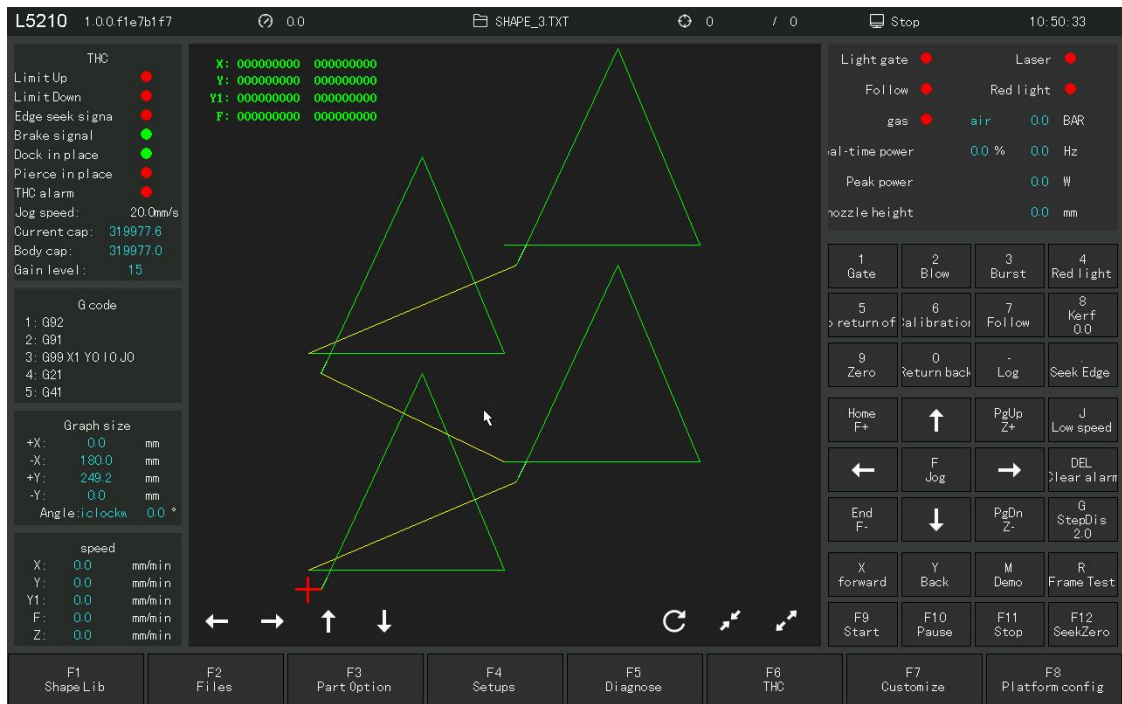 L5210 1.0.0.f1e7b1f7 0.0 SHAPE_3.TXT 0 / 0 Stop 10:50:33
THC
LimitUp
LimitDown
Edge seek signa
Brake signal
Dock in place
Pierce in place
THC alarm
Jog speed: 20.0mm/s
Current cap: 319977.6
Body cap: 319977.0
Gain level: 15
G code
1: G92
2: G91
3: G99 X1 Y0 I0 J0
4: G21
5: G41
Graph size
+X: 0.0 mm
-X: 180.0 mm
+Y: 249.2 mm
-Y: 0.0 mm
Angle:iclockw 0.0 °
speed
X: 0.0 mm/min
Y: 0.0 mm/min
Y1: 0.0 mm/min
F: 0.0 mm/min
Z: 0.0 mm/min
X: 000000000 000000000
Y: 000000000 000000000
Y1: 000000000 000000000
F: 000000000 000000000
Light gate Laser
Follow Red light
gas air 0.0 BAR
eal-time power 0.0 % 0.0 Hz
Peak power 0.0 W
nozzle height 0.0 mm
1 2 3 4
Gate Blow Burst Red light
5 6 7 8
o return of Calibration Follow Kerf
0.0
9 0 - .
Zero Return back Log Seek Edge
Home PgUp J
F+ Z+ Low speed
F DEL
Jog Clear alarm
End PgDn G
F- Z- StepDis
2.0
X Y M R
forward Back Demo Frame Test
F9 F10 F11 F12
Start Pause Stop SeekZero
F1 F2 F3 F4 F5 F6 F7 F8
ShapeLib Files Part Option Setups Diagnose THC Customize Platform config